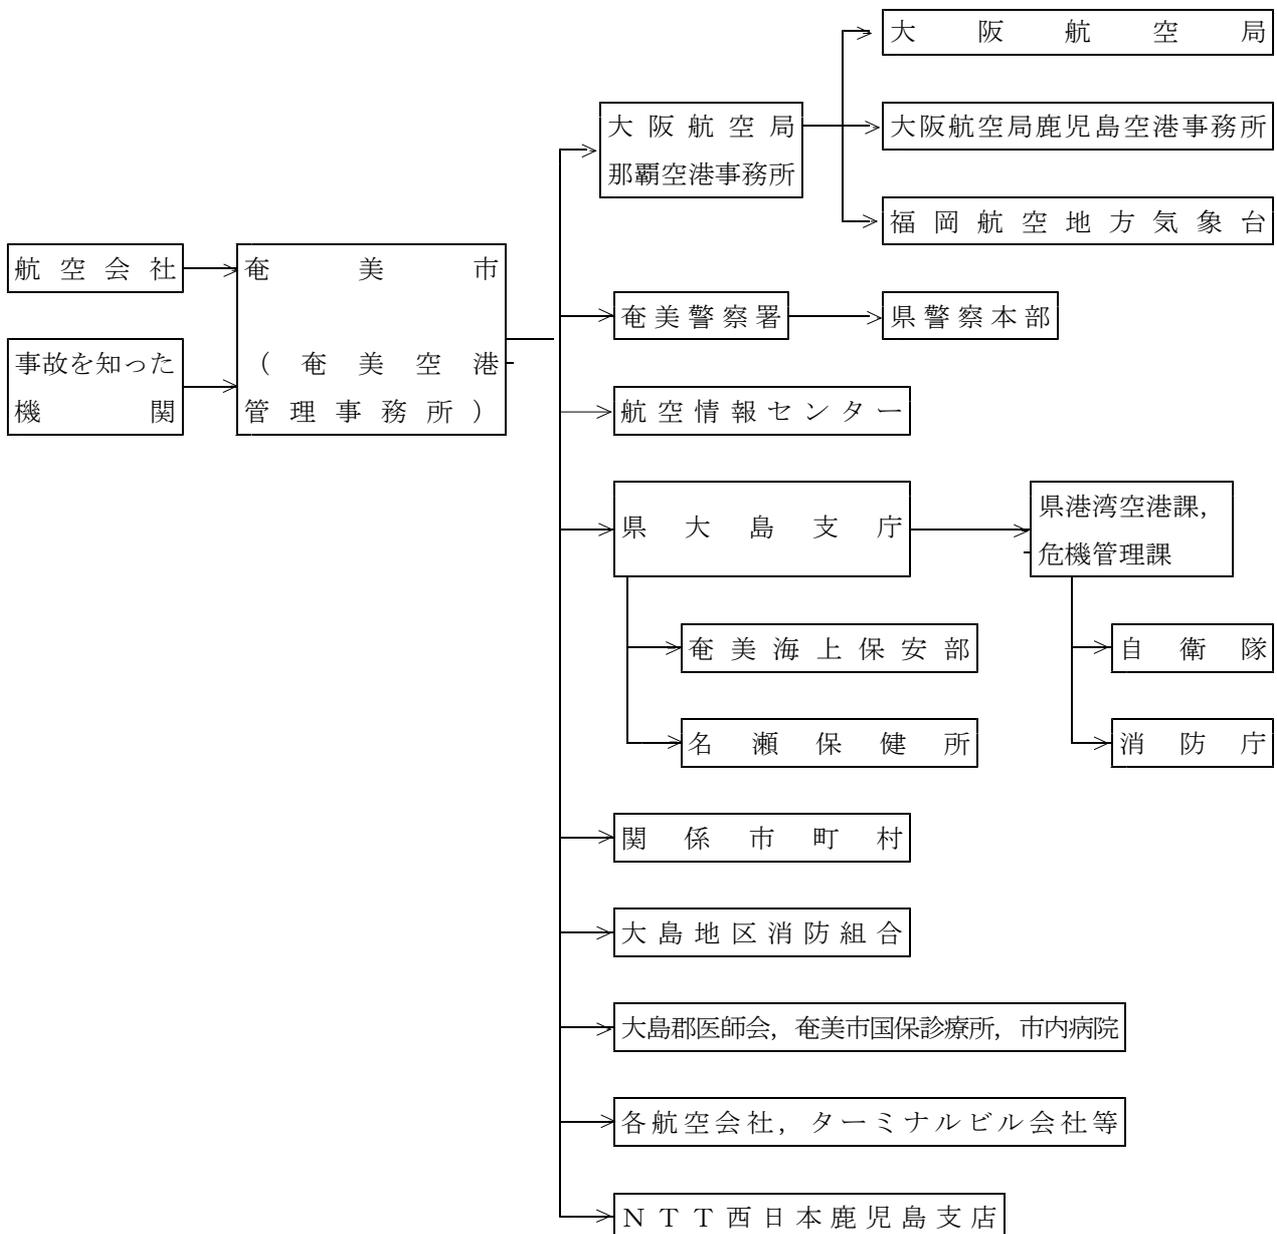 大阪航空局
大阪航空局
那覇空港事務所
大阪航空局鹿児島空港事務所
福岡航空地方気象台
航空会社
事故を知った
機関
奄美市
（奄美空港
管理事務所）
奄美警察署
県警察本部
航空情報センター
県大島支庁
県港湾空港課，
危機管理課
奄美海上保安部
自衛隊
名瀬保健所
消防庁
関係市町村
大島地区消防組合
大島郡医師会，奄美市国保診療所，市内病院
各航空会社，ターミナルビル会社等
ＮＴＴ西日本鹿児島支店